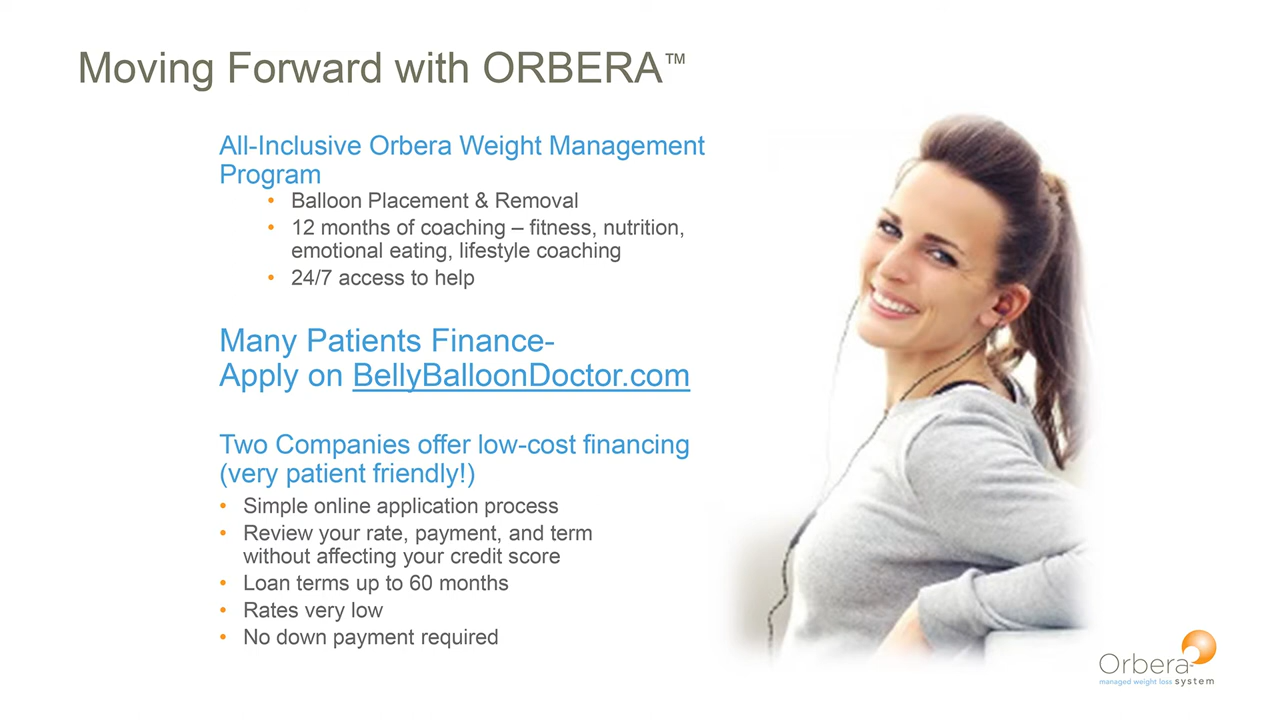 Moving Forward with ORBERA™
All-Inclusive Orbera Weight Management
Program
• Balloon Placement & Removal
• 12 months of coaching – fitness, nutrition,
emotional eating, lifestyle coaching
• 24/7 access to help
Many Patients Finance-
Apply on BellyBalloonDoctor.com
Two Companies offer low-cost financing
(very patient friendly!)
• Simple online application process
• Review your rate, payment, and term
without affecting your credit score
• Loan terms up to 60 months
• Rates very low
• No down payment required
Orbera
managed weight loss system